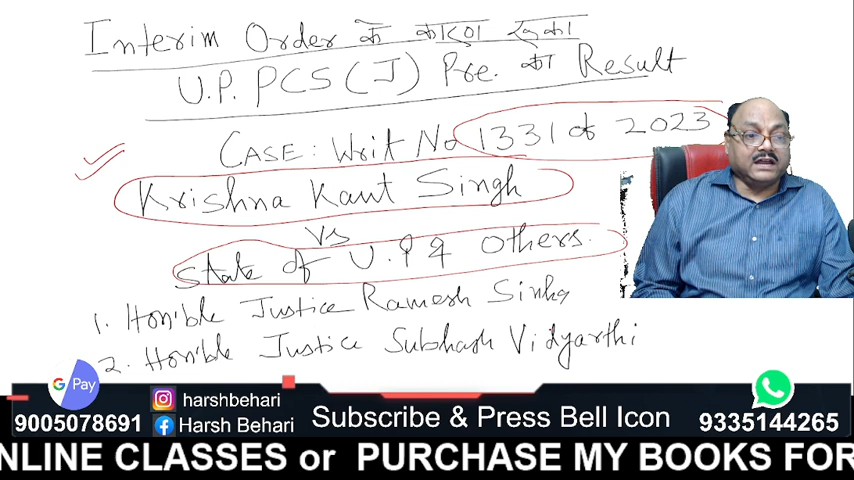 Interim Order के कारण रुका
U.P. PCS (J) Pre. का Result
CASE: Writ No 1331 of 2023
Krishna Kant Singh
vs
State of U.P & Others.
1. Hon'ble Justice Ramesh Sinha
2. Hon'ble Justice Subhash Vidyarthi
G Pay
9005078691
harshbehari
Harsh Behari
Subscribe & Press Bell Icon
9335144265
NLINE CLASSES or PURCHASE MY BOOKS FOR